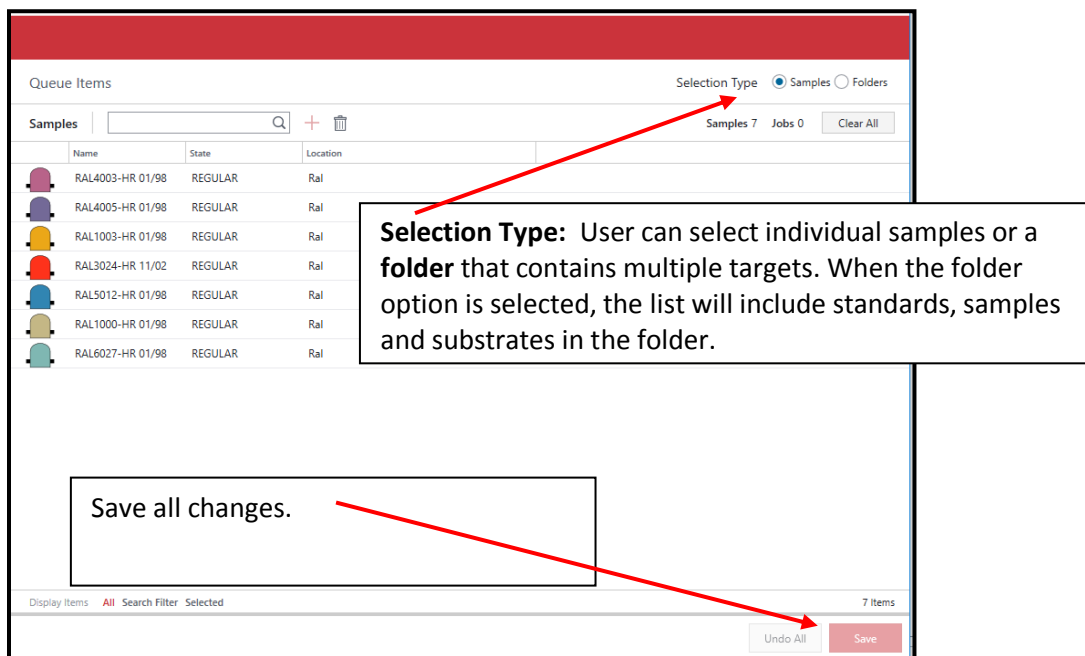 Queue Items
Selection Type Samples Folders
Samples
Samples 7 Jobs 0 Clear All
Name State Location
RAL4003-HR 01/98 REGULAR Ral
RAL4005-HR 01/98 REGULAR Ral
RAL1003-HR 01/98 REGULAR Ral
RAL3024-HR 11/02 REGULAR Ral
RAL5012-HR 01/98 REGULAR Ral
RAL1000-HR 01/98 REGULAR Ral
RAL6027-HR 01/98 REGULAR Ral
Selection Type: User can select individual samples or a
folder that contains multiple targets. When the folder
option is selected, the list will include standards, samples
and substrates in the folder.
Save all changes.
Display Items All Search Filter Selected 7 Items
Undo All Save